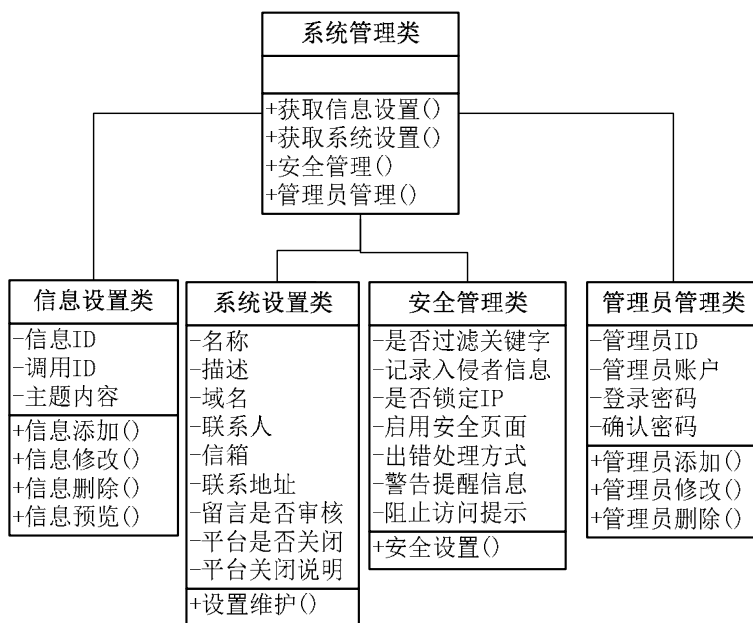 系统管理类
+获取信息设置()
+获取系统设置()
+安全管理()
+管理员管理()
信息设置类
-信息ID
-调用ID
-主题内容
+信息添加()
+信息修改()
+信息删除()
+信息预览()
系统设置类
-名称
-描述
-域名
-联系人
-信箱
-联系地址
-留言是否审核
-平台是否关闭
-平台关闭说明
+设置维护()
安全管理类
-是否过滤关键字
-记录入侵者信息
-是否锁定IP
-启用安全页面
-出错处理方式
-警告提醒信息
-阻止访问提示
+安全设置()
管理员管理类
-管理员ID
-管理员账户
-登录密码
-确认密码
+管理员添加()
+管理员修改()
+管理员删除()